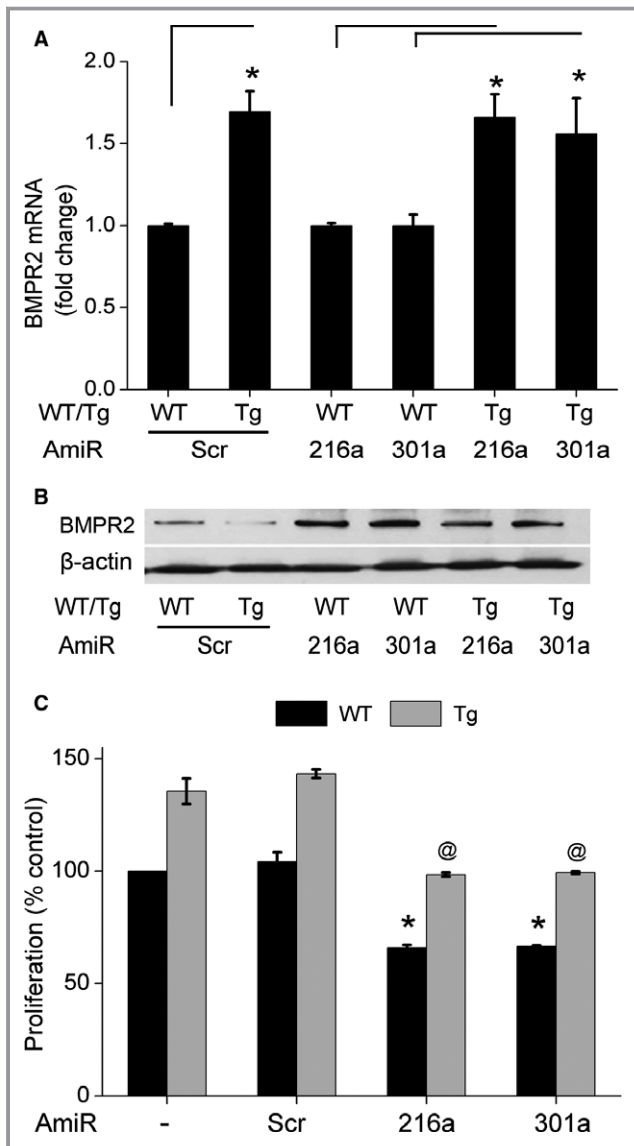 A
* * *
2.0
1.5
1.0
0.5
0.0
BMPR2 mRNA
(fold change)
WT/Tg WT Tg WT WT Tg Tg
AmiR Scr 216a 301a 216a 301a
B
BMPR2
β-actin
WT/Tg WT Tg WT WT Tg Tg
AmiR Scr 216a 301a 216a 301a
C
WT Tg
150
100
50
0
Proliferation (% control)
@ @
* *
AmiR - Scr 216a 301a